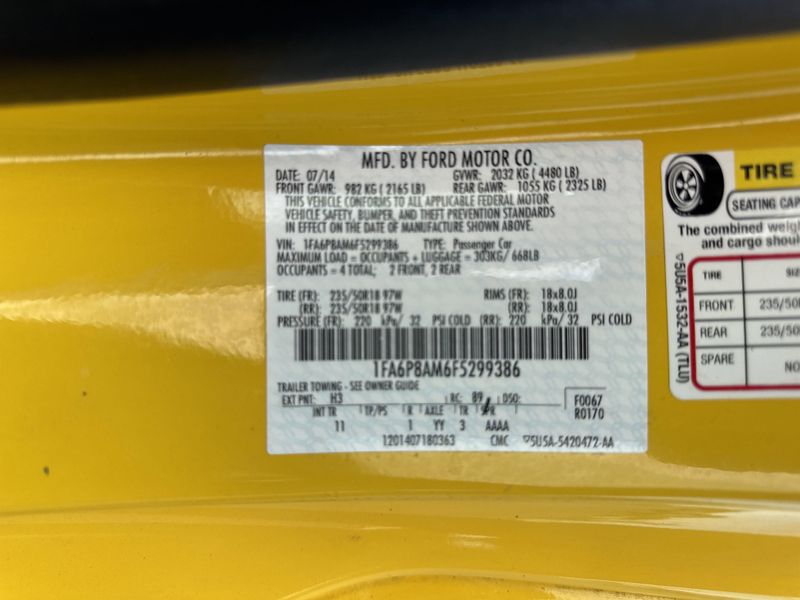 MFD. BY FORD MOTOR CO.
DATE: 07/14 GVWR: 2032 KG ( 4480 LB)
FRONT GAWR: 982 KG ( 2165 LB) REAR GAWR: 1055 KG ( 2325 LB)
THIS VEHICLE CONFORMS TO ALL APPLICABLE FEDERAL MOTOR
VEHICLE SAFETY, BUMPER, AND THEFT PREVENTION STANDARDS
IN EFFECT ON THE DATE OF MANUFACTURE SHOWN ABOVE.
VIN: 1FA6P8AM6F5299386 TYPE: Passenger Car
MAXIMUM LOAD = OCCUPANTS + LUGGAGE = 303KG/ 668LB
OCCUPANTS = 4 TOTAL; 2 FRONT, 2 REAR
TIRE (FR): 235/50R18 97W RIMS (FR): 18x8.0J
(RR): 235/50R18 97W (RR): 18x8.0J
PRESSURE (FR): 220 kPa/ 32 PSI COLD (RR): 220 kPa/ 32 PSI COLD
1FA6P8AM6F5299386
TRAILER TOWING - SEE OWNER GUIDE
EXT PNT: H3 RC: 89 DSO: F0067
INT TR TP/PS R AXLE TR SPR R0170
11 1 YY 3 AAAA
1201407180363 CMC ▽5U5A-5420472-AA
TIRE
SEATING CAP
The combined weigh
and cargo shoul
TIRE SIZ
FRONT 235/50
REAR 235/50
SPARE NO
▽5U5A-1532-AA (TLU)